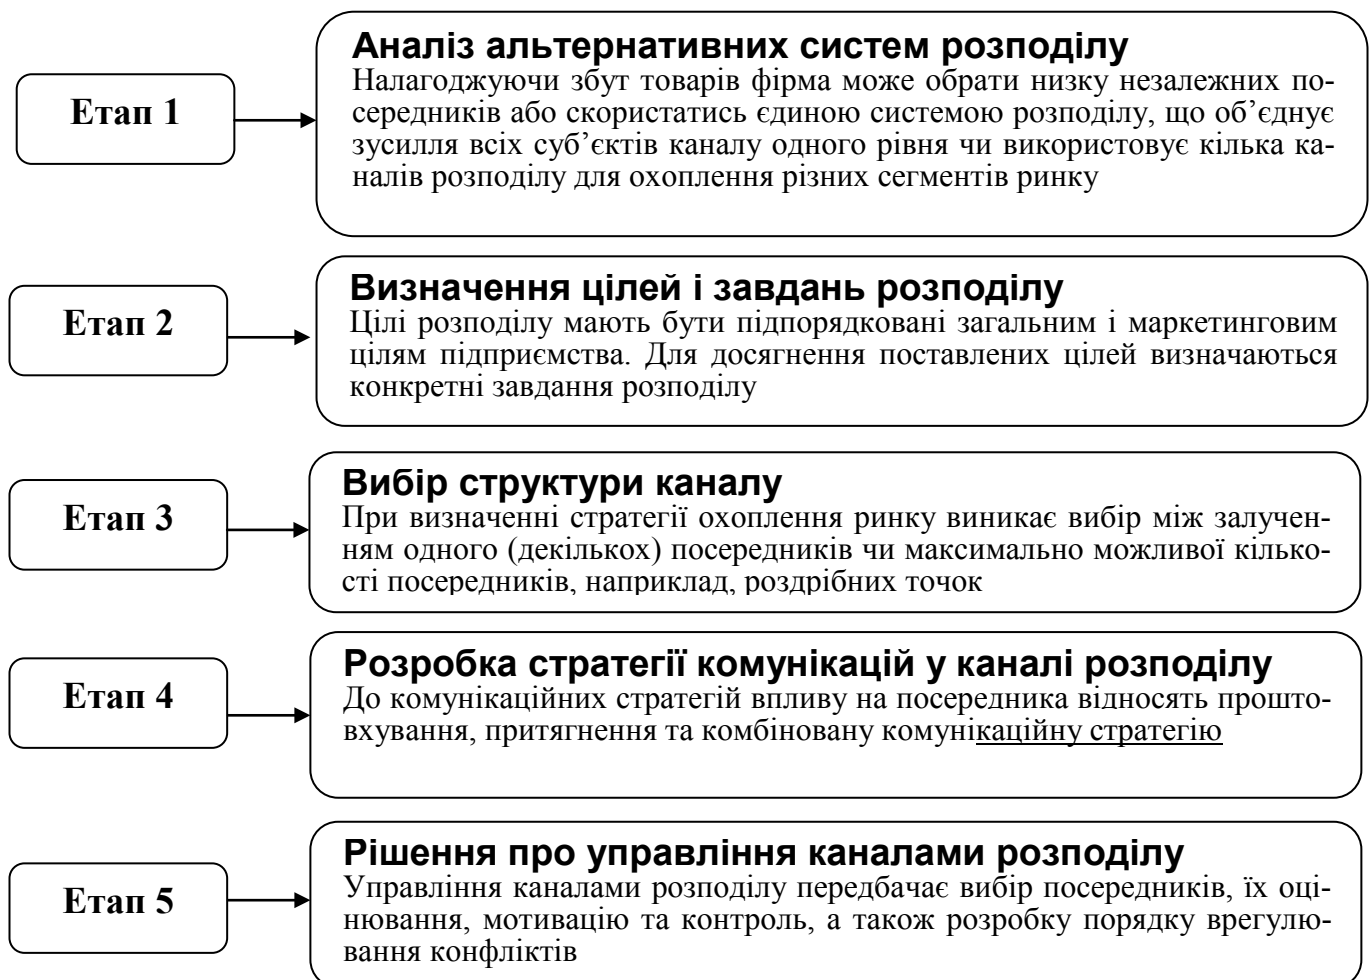 Аналіз альтернативних систем розподілу
Етап 1
Налагоджуючи збут товарів фірма може обрати низку незалежних по-
середників або скористатись єдиною системою розподілу, що об’єднує
зусилля всіх суб’єктів каналу одного рівня чи використовує кілька ка-
налів розподілу для охоплення різних сегментів ринку
Визначення цілей і завдань розподілу
Етап 2
Цілі розподілу мають бути підпорядковані загальним і маркетинговим
цілям підприємства. Для досягнення поставлених цілей визначаються
конкретні завдання розподілу
Вибір структури каналу
Етап 3
При визначенні стратегії охоплення ринку виникає вибір між залучен-
ням одного (декількох) посередників чи максимально можливої кілько-
сті посередників, наприклад, роздрібних точок
Розробка стратегії комунікацій у каналі розподілу
Етап 4
До комунікаційних стратегій впливу на посередника відносять прошто-
вхування, притягнення та комбіновану комунікаційну стратегію
Рішення про управління каналами розподілу
Етап 5
Управління каналами розподілу передбачає вибір посередників, їх оці-
нювання, мотивацію та контроль, а також розробку порядку врегулю-
вання конфліктів